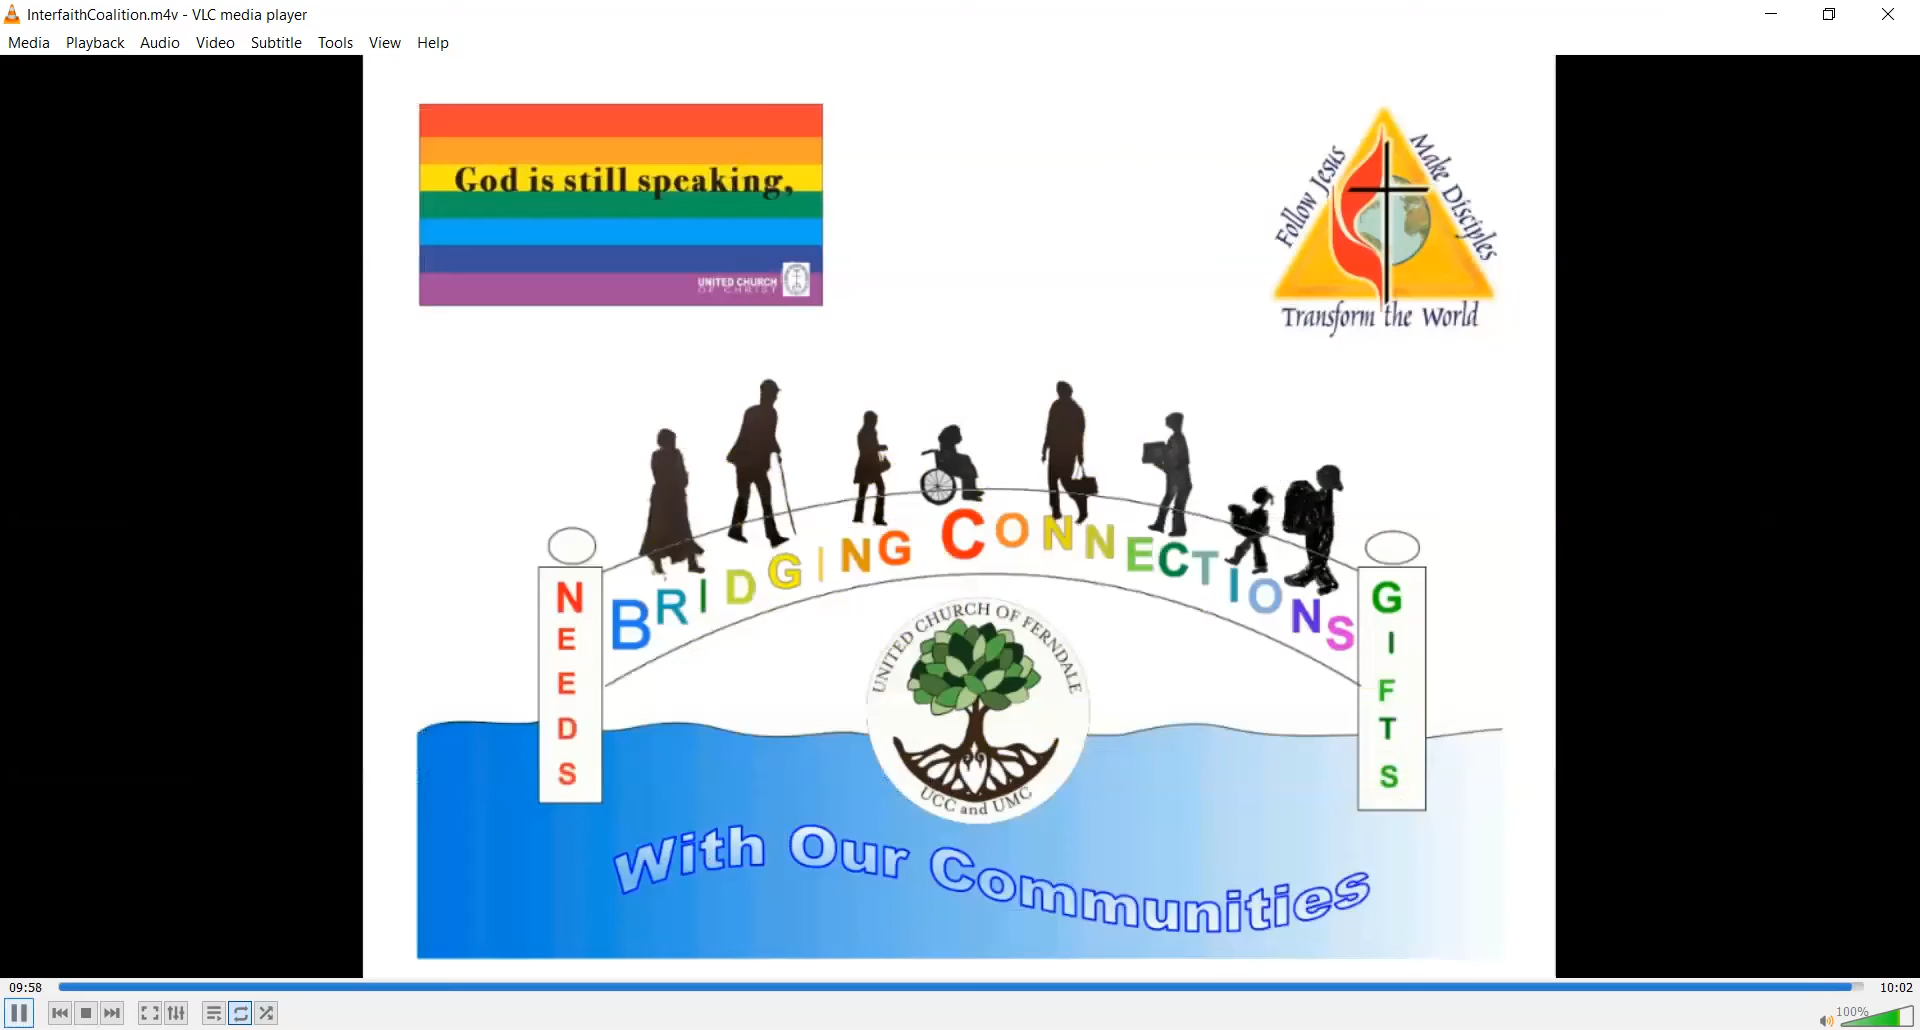 InterfaithCoalition.m4v - VLC media player
Media Playback Audio Video Subtitle Tools View Help
God is still speaking,
UNITED CHURCH
OF CHRIST
Follow Jesus
Make Disciples
Transform the World
BRIDGING CONNECTIONS
NEEDS
GIFTS
UNITED CHURCH OF FERNDALE
UCC and UMC
With Our Communities
09:58
10:02
100%